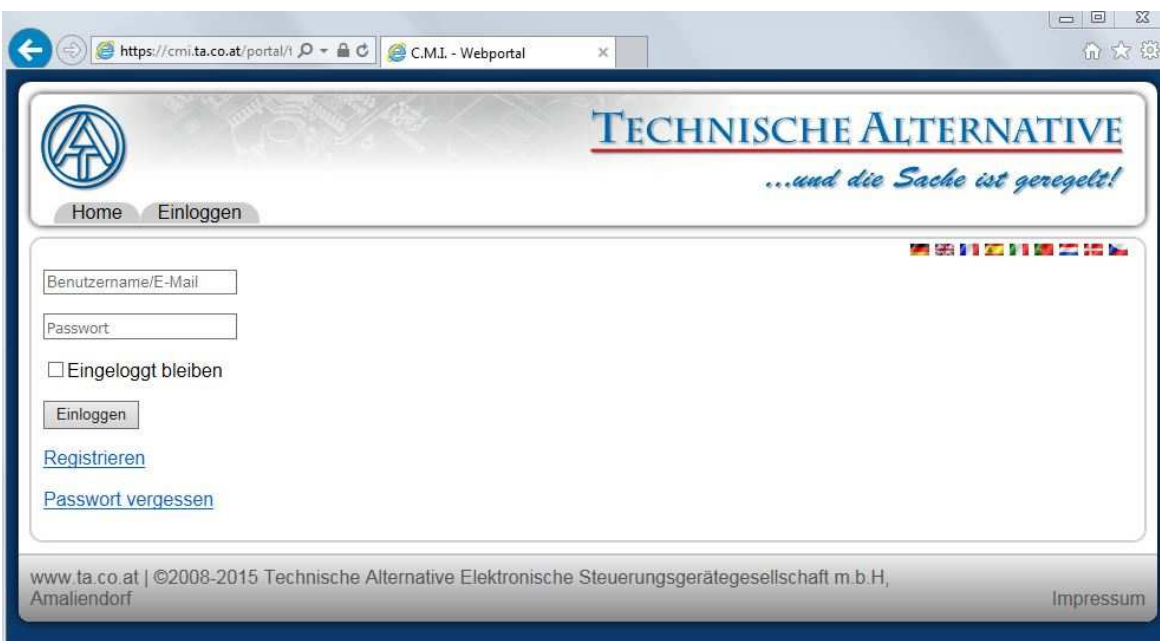 https://cmi.ta.co.at/portal/t
C.M.I. - Webportal
TECHNISCHE ALTERNATIVE
...und die Sache ist geregelt!
Home Einloggen
Benutzername/E-Mail
Passwort
Eingeloggt bleiben
Einloggen
Registrieren
Passwort vergessen
www.ta.co.at | ©2008-2015 Technische Alternative Elektronische Steuerungsgerätegesellschaft m.b.H,
Amaliendorf
Impressum